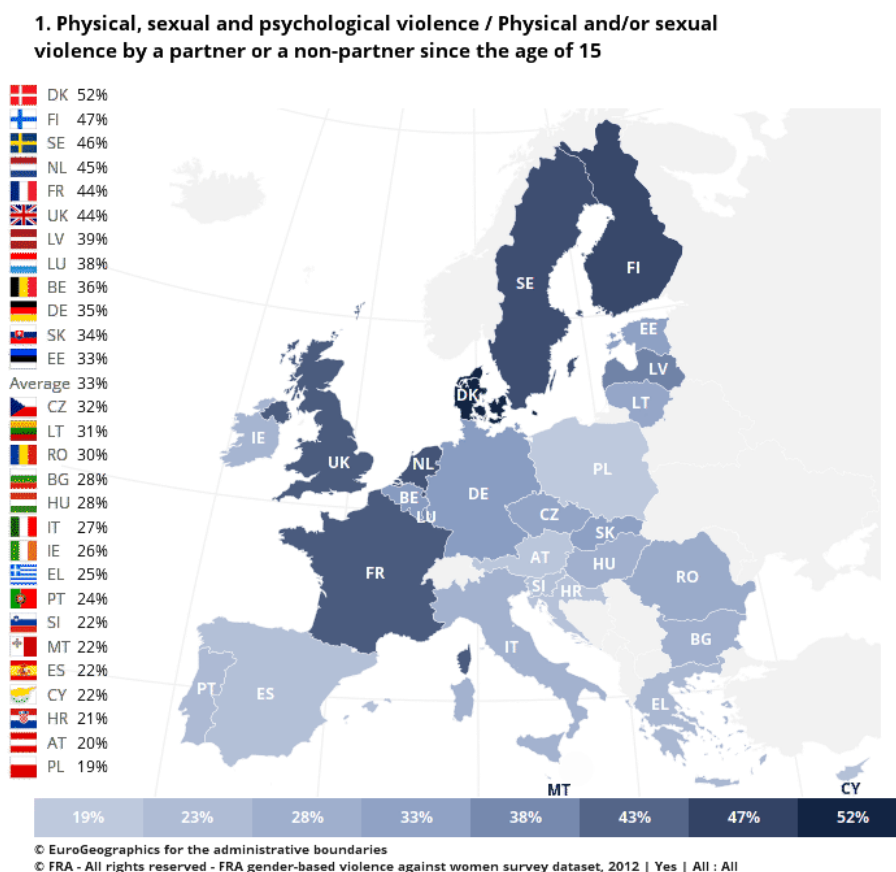 1. Physical, sexual and psychological violence / Physical and/or sexual
violence by a partner or a non-partner since the age of 15
DK 52%
FI 47%
SE 46%
NL 45%
FR 44%
UK 44%
LV 39%
LU 38%
BE 36%
DE 35%
SK 34%
EE 33%
Average 33%
CZ 32%
LT 31%
RO 30%
BG 28%
HU 28%
IT 27%
IE 26%
EL 25%
PT 24%
SI 22%
MT 22%
ES 22%
CY 22%
HR 21%
AT 20%
PL 19%
FI
SE
EE
LV
DK
LT
IE
UK
NL
PL
BE
DE
LU
CZ
SK
AT
HU
FR
RO
SI
HR
BG
IT
PT
ES
EL
MT
CY
19% 23% 28% 33% 38% 43% 47% 52%
© EuroGeographics for the administrative boundaries
© FRA - All rights reserved - FRA gender-based violence against women survey dataset, 2012 | Yes | All : All